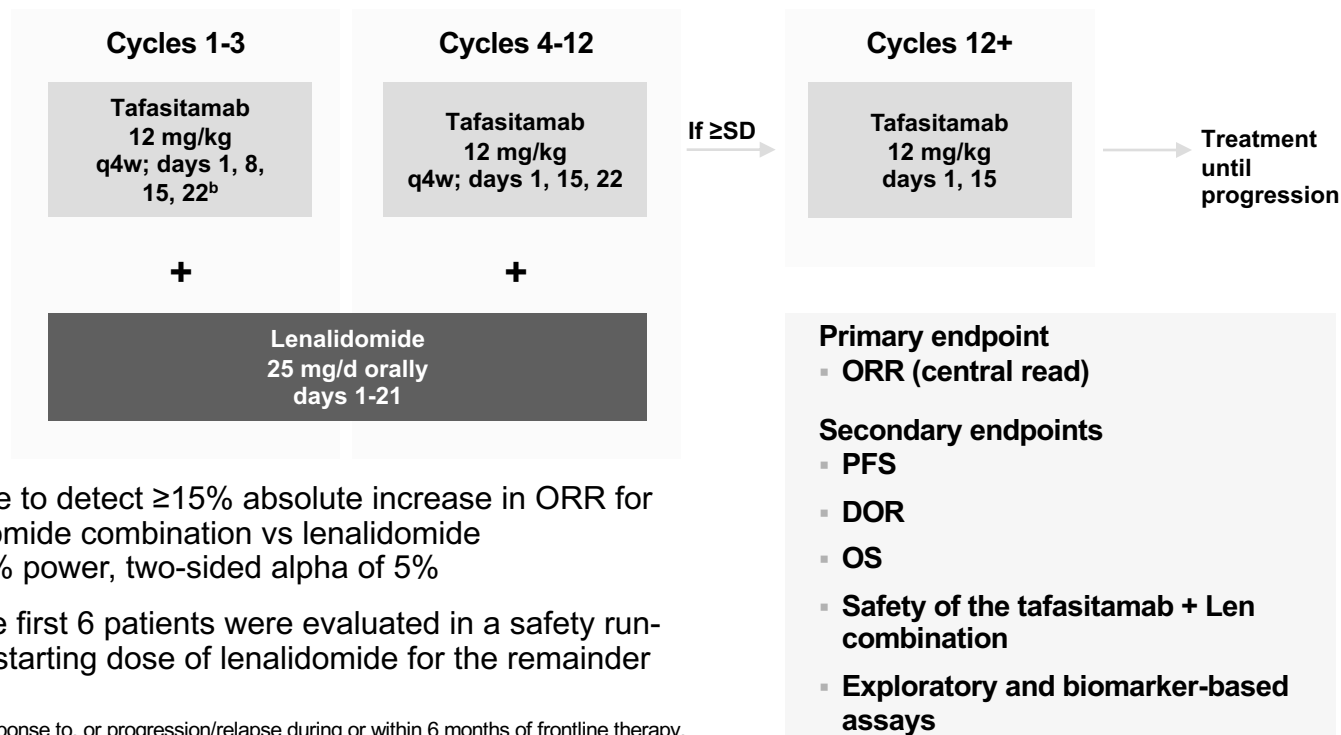 Cycles 1-3
Tafasitamab
12 mg/kg
q4w; days 1, 8,
15, 22b
+
Cycles 4-12
Tafasitamab
12 mg/kg
q4w; days 1, 15, 22
+
Lenalidomide
25 mg/d orally
days 1-21
If ≥SD
Cycles 12+
Tafasitamab
12 mg/kg
days 1, 15
Treatment
until
progression
Primary endpoint
▪ ORR (central read)
Secondary endpoints
▪ PFS
▪ DOR
▪ OS
▪ Safety of the tafasitamab + Len
combination
▪ Exploratory and biomarker-based
assays
to detect ≥15% absolute increase in ORR for
combination vs lenalidomide
% power, two-sided alpha of 5%
first 6 patients were evaluated in a safety run-
starting dose of lenalidomide for the remainder
to, or progression/relapse during or within 6 months of frontline therapy.